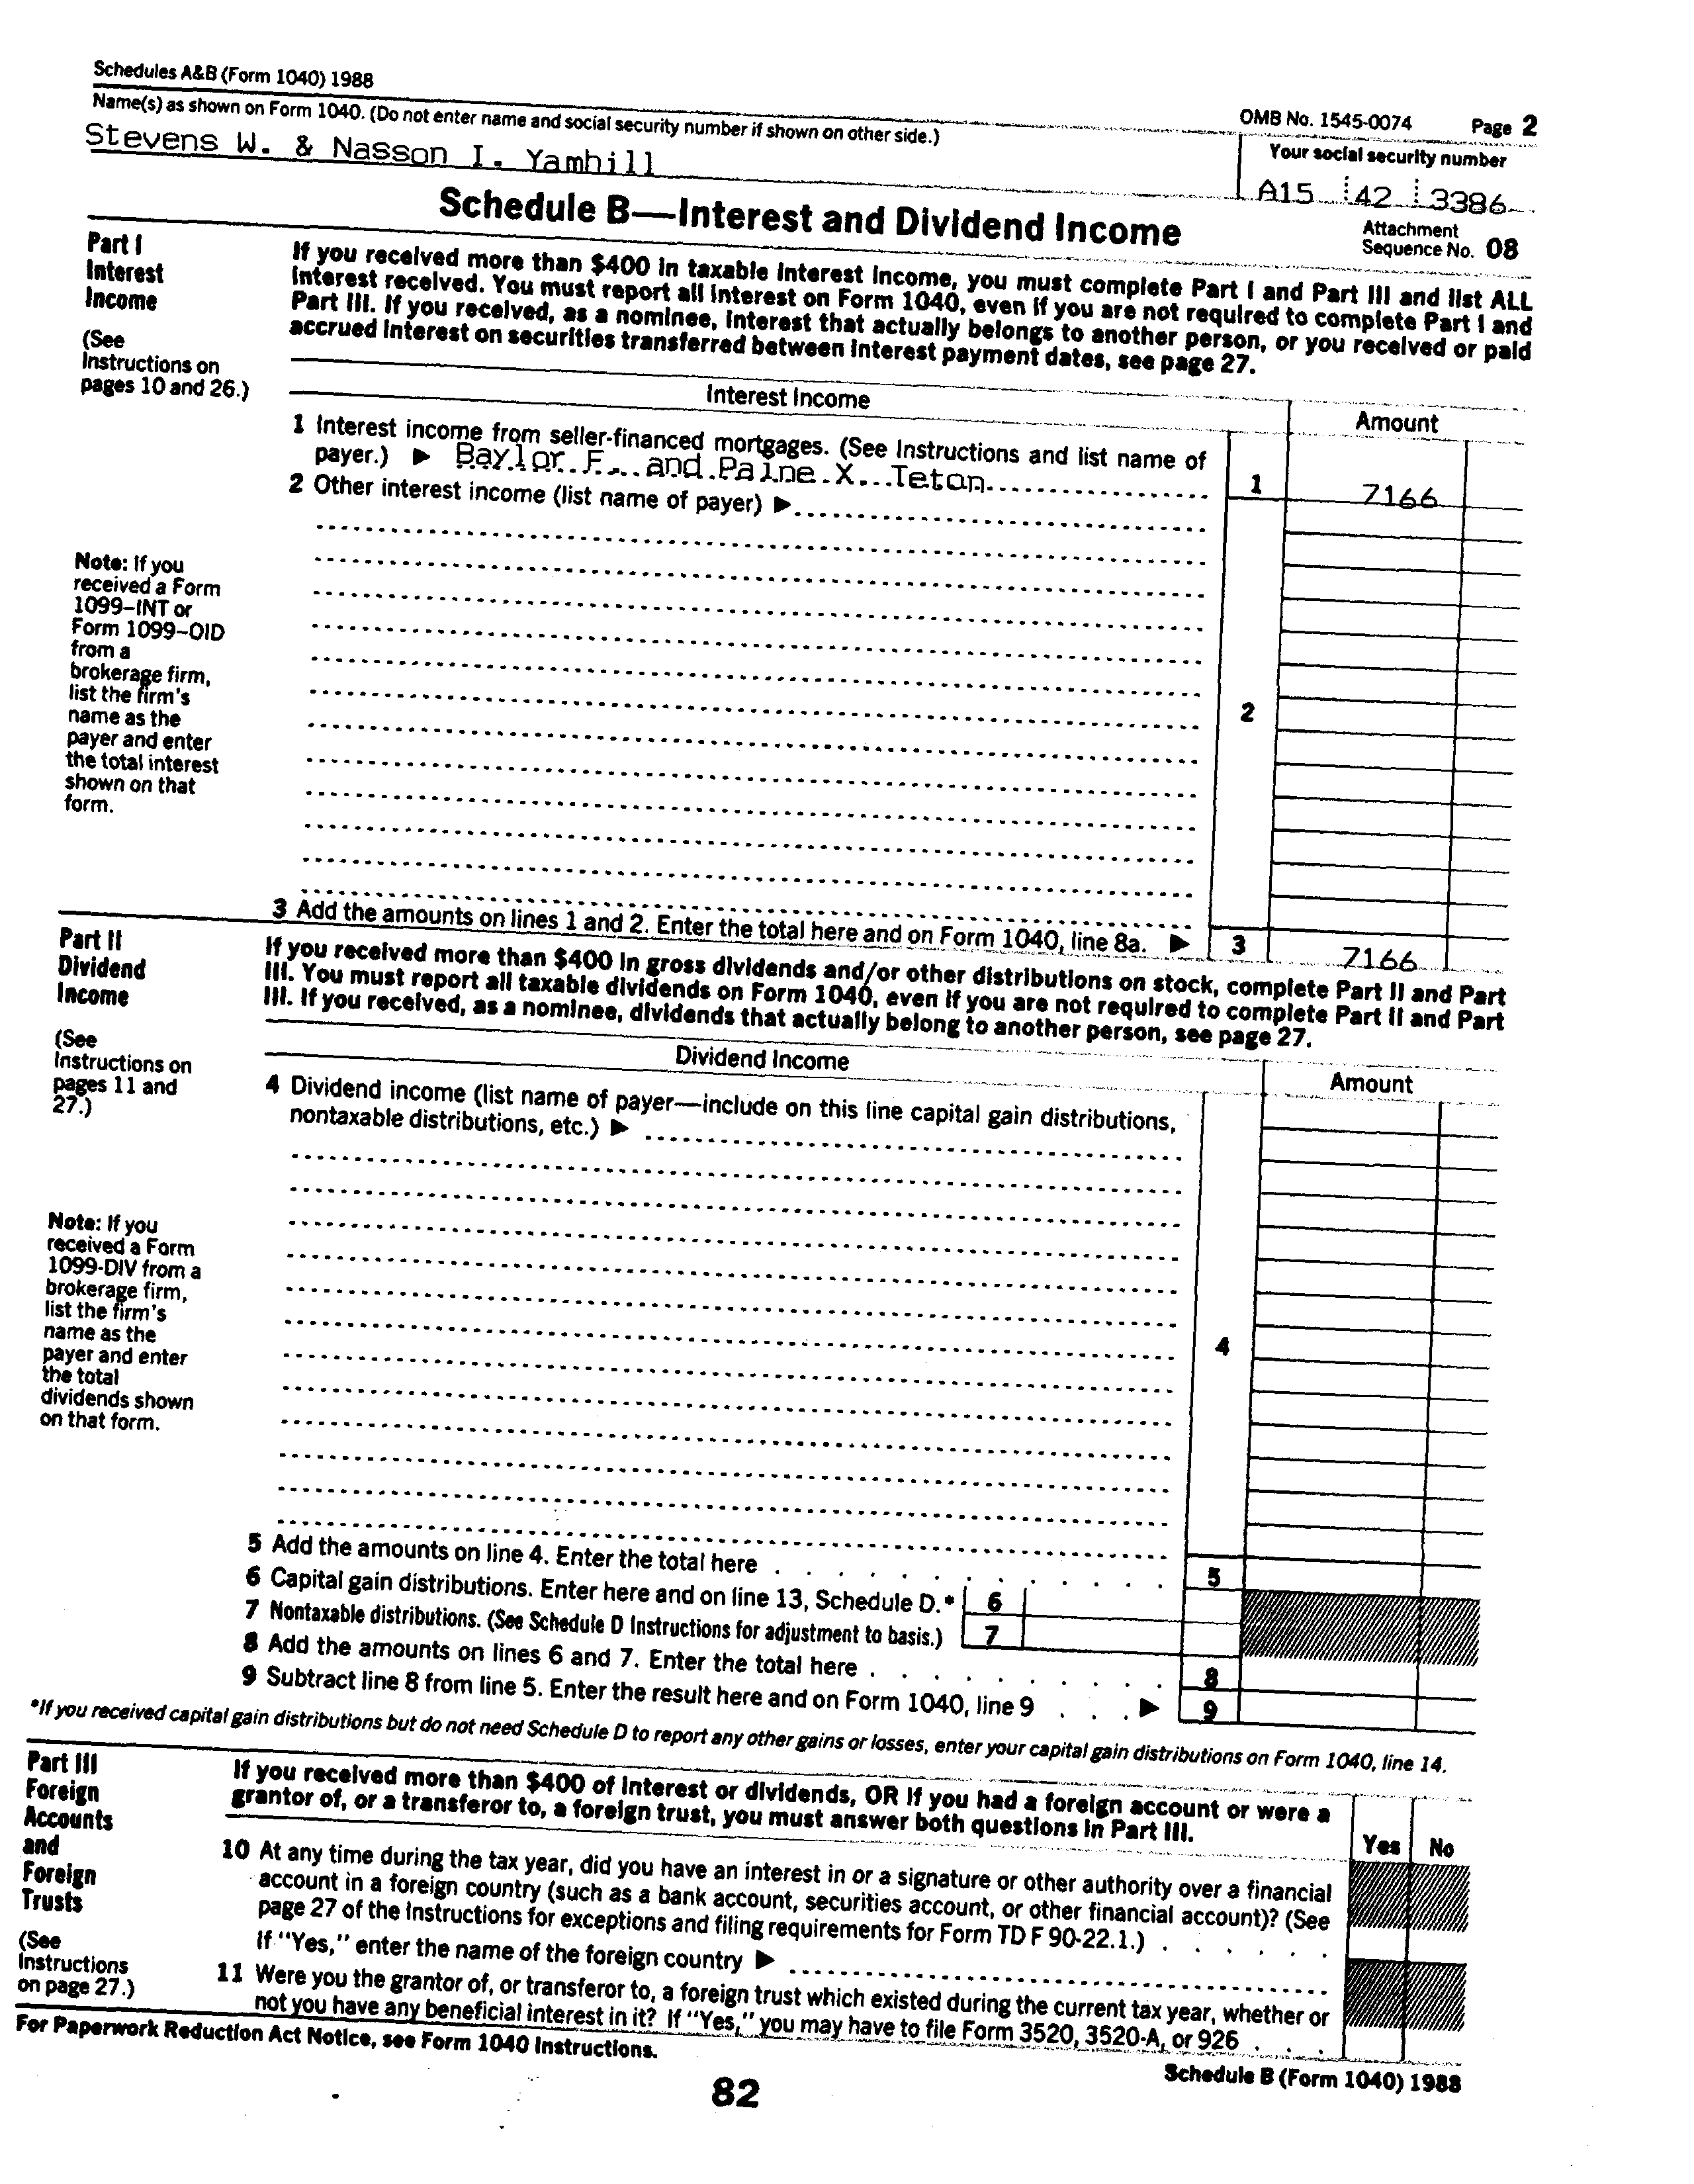 Schedules A&B (Form 1040) 1988
OMB No. 1545-0074 Page 2
Name(s) as shown on Form 1040. (Do not enter name and social security number if shown on other side.)
Your social security number
Stevens W. & Nasson I. Yamhill
A15 42 3386
Schedule B—Interest and Dividend Income
Attachment
Sequence No. 08
Part I
Interest
Income
(See
Instructions on
pages 10 and 26.)
If you received more than $400 in taxable interest income, you must complete Part I and Part III and list ALL
interest received. You must report all interest on Form 1040, even if you are not required to complete Part I and
Part III. If you received, as a nominee, interest that actually belongs to another person, or you received or paid
accrued interest on securities transferred between interest payment dates, see page 27.
Interest Income
Amount
1 Interest income from seller-financed mortgages. (See Instructions and list name of
payer.) ▶ Baylor F. and Paine X. Teton
1 7166
2 Other interest income (list name of payer) ▶
Note: If you
received a Form
1099–INT or
Form 1099–OID
from a
brokerage firm,
list the firm's
name as the
payer and enter
the total interest
shown on that
form.
2
3 Add the amounts on lines 1 and 2. Enter the total here and on Form 1040, line 8a. ▶ 3 7166
Part II
Dividend
Income
(See
Instructions on
pages 11 and
27.)
If you received more than $400 in gross dividends and/or other distributions on stock, complete Part II and Part
III. You must report all taxable dividends on Form 1040, even if you are not required to complete Part II and Part
III. If you received, as a nominee, dividends that actually belong to another person, see page 27.
Dividend Income
Amount
4 Dividend income (list name of payer—include on this line capital gain distributions,
nontaxable distributions, etc.) ▶
Note: If you
received a Form
1099-DIV from a
brokerage firm,
list the firm's
name as the
payer and enter
the total
dividends shown
on that form.
4
5 Add the amounts on line 4. Enter the total here 5
6 Capital gain distributions. Enter here and on line 13, Schedule D.* 6
7 Nontaxable distributions. (See Schedule D Instructions for adjustment to basis.) 7
8 Add the amounts on lines 6 and 7. Enter the total here 8
9 Subtract line 8 from line 5. Enter the result here and on Form 1040, line 9 ▶ 9
*If you received capital gain distributions but do not need Schedule D to report any other gains or losses, enter your capital gain distributions on Form 1040, line 14.
Part III
Foreign
Accounts
and
Foreign
Trusts
(See
Instructions
on page 27.)
If you received more than $400 of interest or dividends, OR if you had a foreign account or were a
grantor of, or a transferor to, a foreign trust, you must answer both questions in Part III.
Yes No
10 At any time during the tax year, did you have an interest in or a signature or other authority over a financial
account in a foreign country (such as a bank account, securities account, or other financial account)? (See
page 27 of the Instructions for exceptions and filing requirements for Form TD F 90-22.1.)
If "Yes," enter the name of the foreign country ▶
11 Were you the grantor of, or transferor to, a foreign trust which existed during the current tax year, whether or
not you have any beneficial interest in it? If "Yes," you may have to file Form 3520, 3520-A, or 926
For Paperwork Reduction Act Notice, see Form 1040 Instructions.
Schedule B (Form 1040) 1988
82